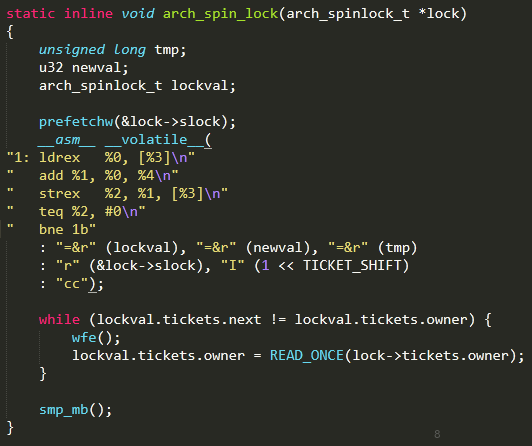 static inline void arch_spin_lock(arch_spinlock_t *lock)
{
unsigned long tmp;
u32 newval;
arch_spinlock_t lockval;
prefetchw(&lock->slock);
__asm__ __volatile__(
"1: ldrex %0, [%3]\n"
" add %1, %0, %4\n"
" strex %2, %1, [%3]\n"
" teq %2, #0\n"
" bne 1b"
: "=&r" (lockval), "=&r" (newval), "=&r" (tmp)
: "r" (&lock->slock), "I" (1 << TICKET_SHIFT)
: "cc");
while (lockval.tickets.next != lockval.tickets.owner) {
wfe();
lockval.tickets.owner = READ_ONCE(lock->tickets.owner);
}
smp_mb();
}
8